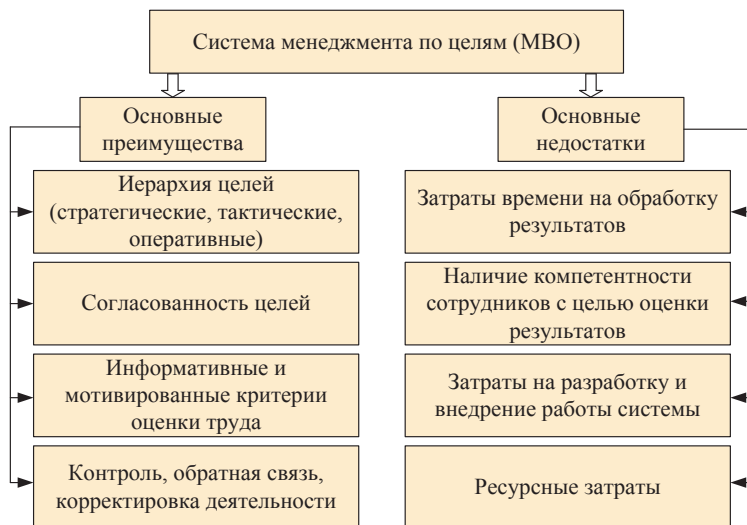 Система менеджмента по целям (МВО)
Основные
преимущества
Иерархия целей
(стратегические, тактические,
оперативные)
Согласованность целей
Информативные и
мотивированные критерии
оценки труда
Контроль, обратная связь,
корректировка деятельности
Основные
недостатки
Затраты времени на обработку
результатов
Наличие компетентности
сотрудников с целью оценки
результатов
Затраты на разработку и
внедрение работы системы
Ресурсные затраты